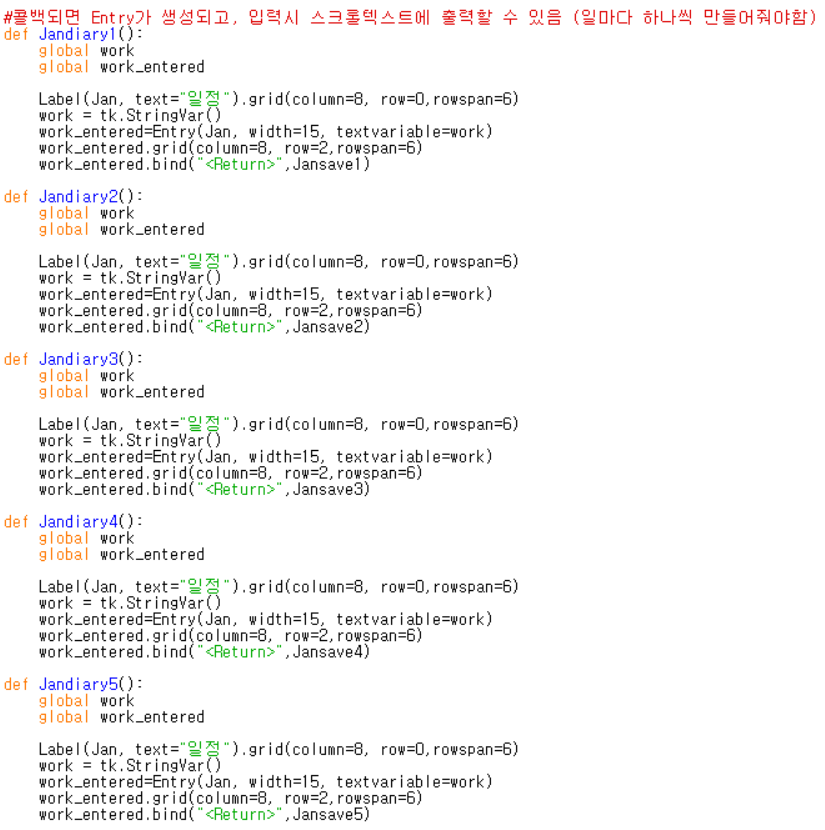 #콜백되면 Entry가 생성되고, 입력시 스크롤텍스트에 출력할 수 있음 (일마다 하나씩 만들어줘야함)
def Jandiary1():
    global work
    global work_entered

    Label(Jan, text="일정").grid(column=8, row=0,rowspan=6)
    work = tk.StringVar()
    work_entered=Entry(Jan, width=15, textvariable=work)
    work_entered.grid(column=8, row=2,rowspan=6)
    work_entered.bind("<Return>",Jansave1)

def Jandiary2():
    global work
    global work_entered

    Label(Jan, text="일정").grid(column=8, row=0,rowspan=6)
    work = tk.StringVar()
    work_entered=Entry(Jan, width=15, textvariable=work)
    work_entered.grid(column=8, row=2,rowspan=6)
    work_entered.bind("<Return>",Jansave2)

def Jandiary3():
    global work
    global work_entered

    Label(Jan, text="일정").grid(column=8, row=0,rowspan=6)
    work = tk.StringVar()
    work_entered=Entry(Jan, width=15, textvariable=work)
    work_entered.grid(column=8, row=2,rowspan=6)
    work_entered.bind("<Return>",Jansave3)

def Jandiary4():
    global work
    global work_entered

    Label(Jan, text="일정").grid(column=8, row=0,rowspan=6)
    work = tk.StringVar()
    work_entered=Entry(Jan, width=15, textvariable=work)
    work_entered.grid(column=8, row=2,rowspan=6)
    work_entered.bind("<Return>",Jansave4)

def Jandiary5():
    global work
    global work_entered

    Label(Jan, text="일정").grid(column=8, row=0,rowspan=6)
    work = tk.StringVar()
    work_entered=Entry(Jan, width=15, textvariable=work)
    work_entered.grid(column=8, row=2,rowspan=6)
    work_entered.bind("<Return>",Jansave5)